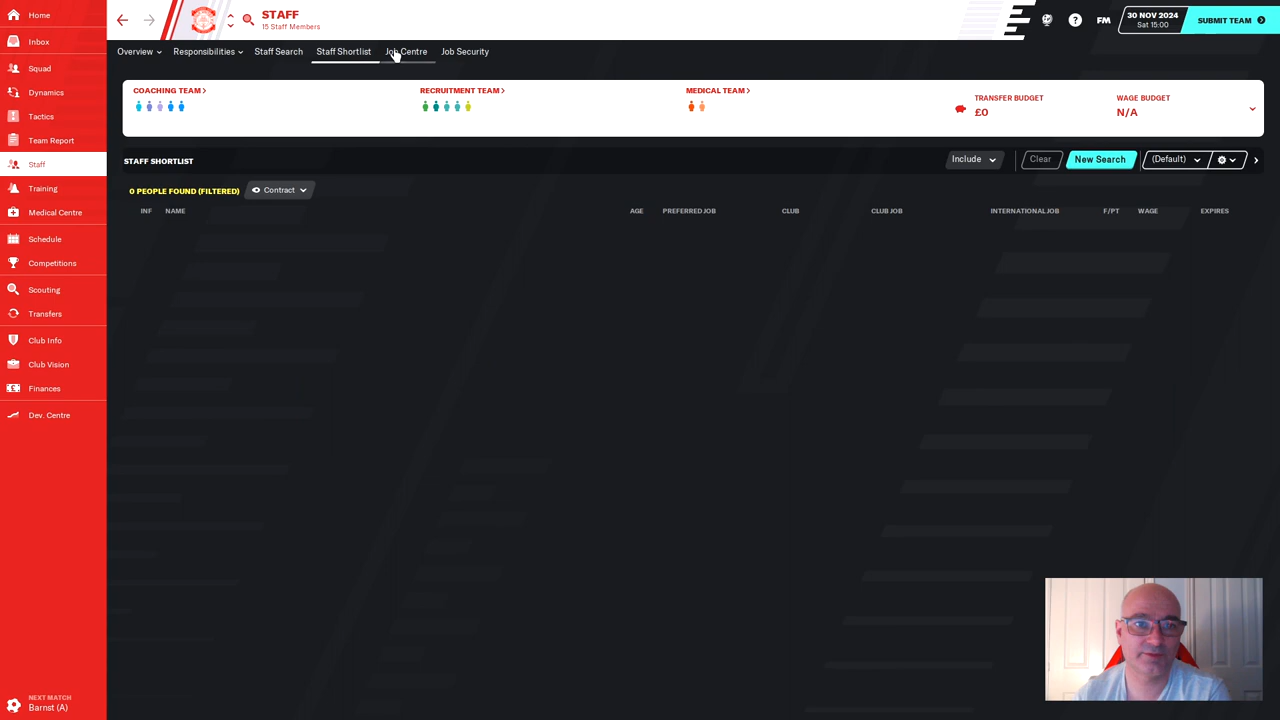 Home
Inbox
Squad
Dynamics
Tactics
Team Report
Staff
Training
Medical Centre
Schedule
Competitions
Scouting
Transfers
Club Info
Club Vision
Finances
Dev. Centre
NEXT MATCH
Barnst (A)
STAFF
15 Staff Members
FM
30 NOV 2024
Sat 15:00
SUBMIT TEAM
Overview
Responsibilities
Staff Search
Staff Shortlist
Job Centre
Job Security
COACHING TEAM
RECRUITMENT TEAM
MEDICAL TEAM
TRANSFER BUDGET
£0
WAGE BUDGET
N/A
STAFF SHORTLIST
Include
Clear
New Search
(Default)
0 PEOPLE FOUND (FILTERED)
Contract
INF NAME AGE PREFERRED JOB CLUB CLUB JOB INTERNATIONAL JOB F/PT WAGE EXPIRES